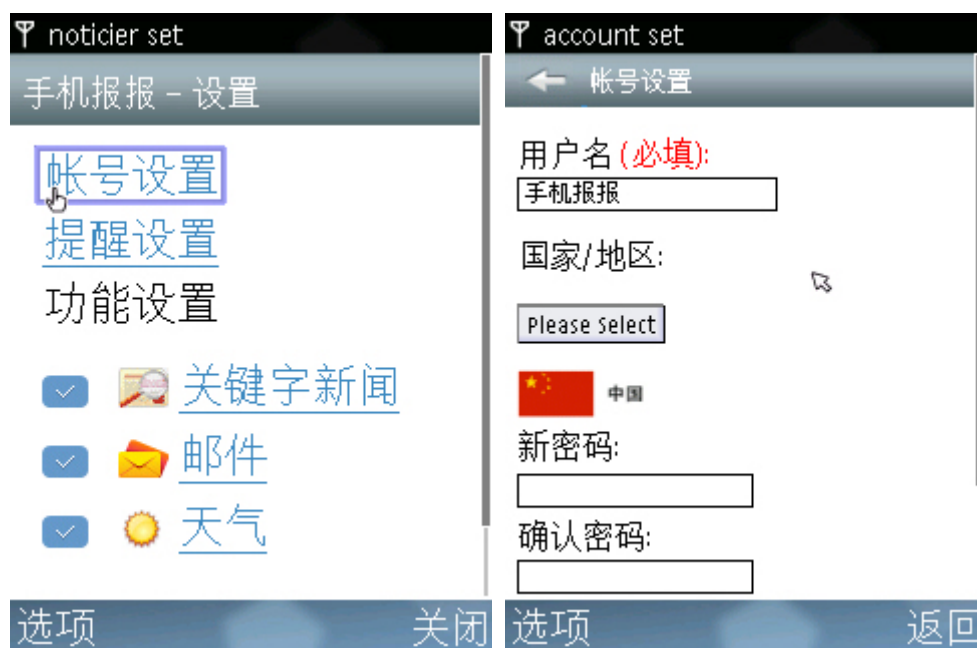 noticier set
手机报报 – 设置
帐号设置
提醒设置
功能设置
关键字新闻
邮件
天气
选项
关闭
account set
帐号设置
用户名(必填):
手机报报
国家/地区:
Please Select
中国
新密码:
确认密码:
选项
返回